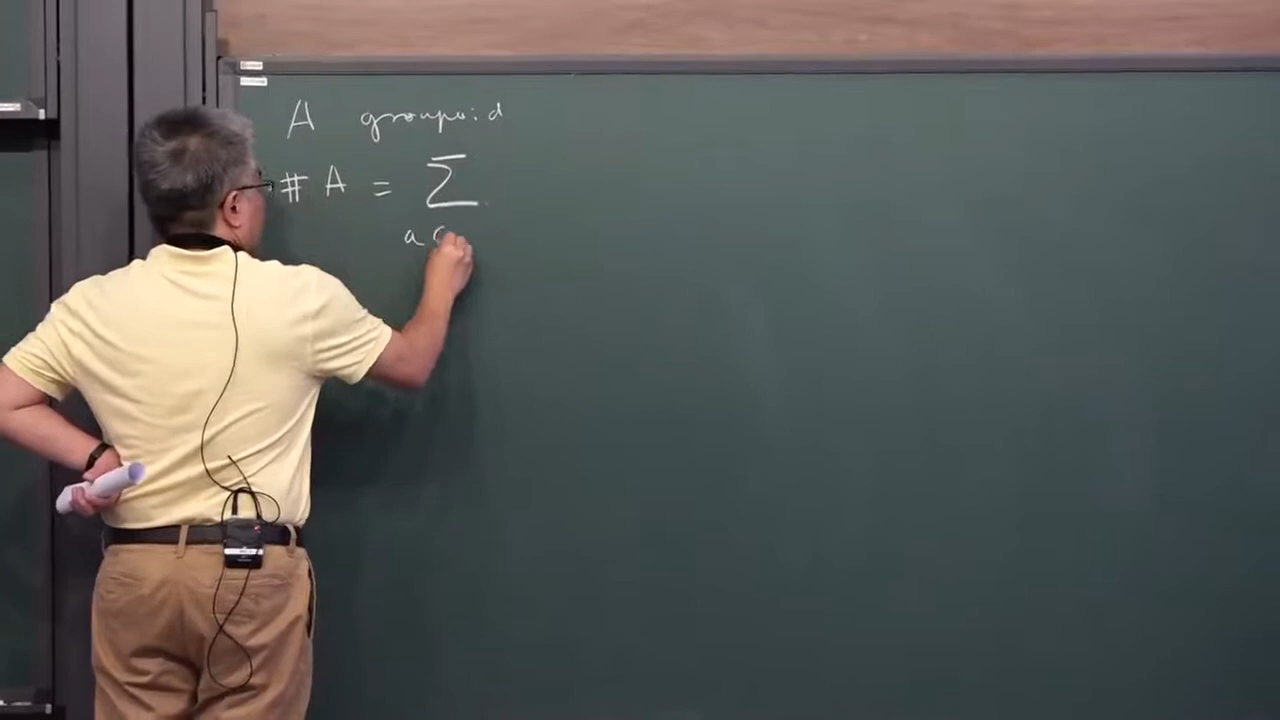 A groupoid
# A = Σ
a